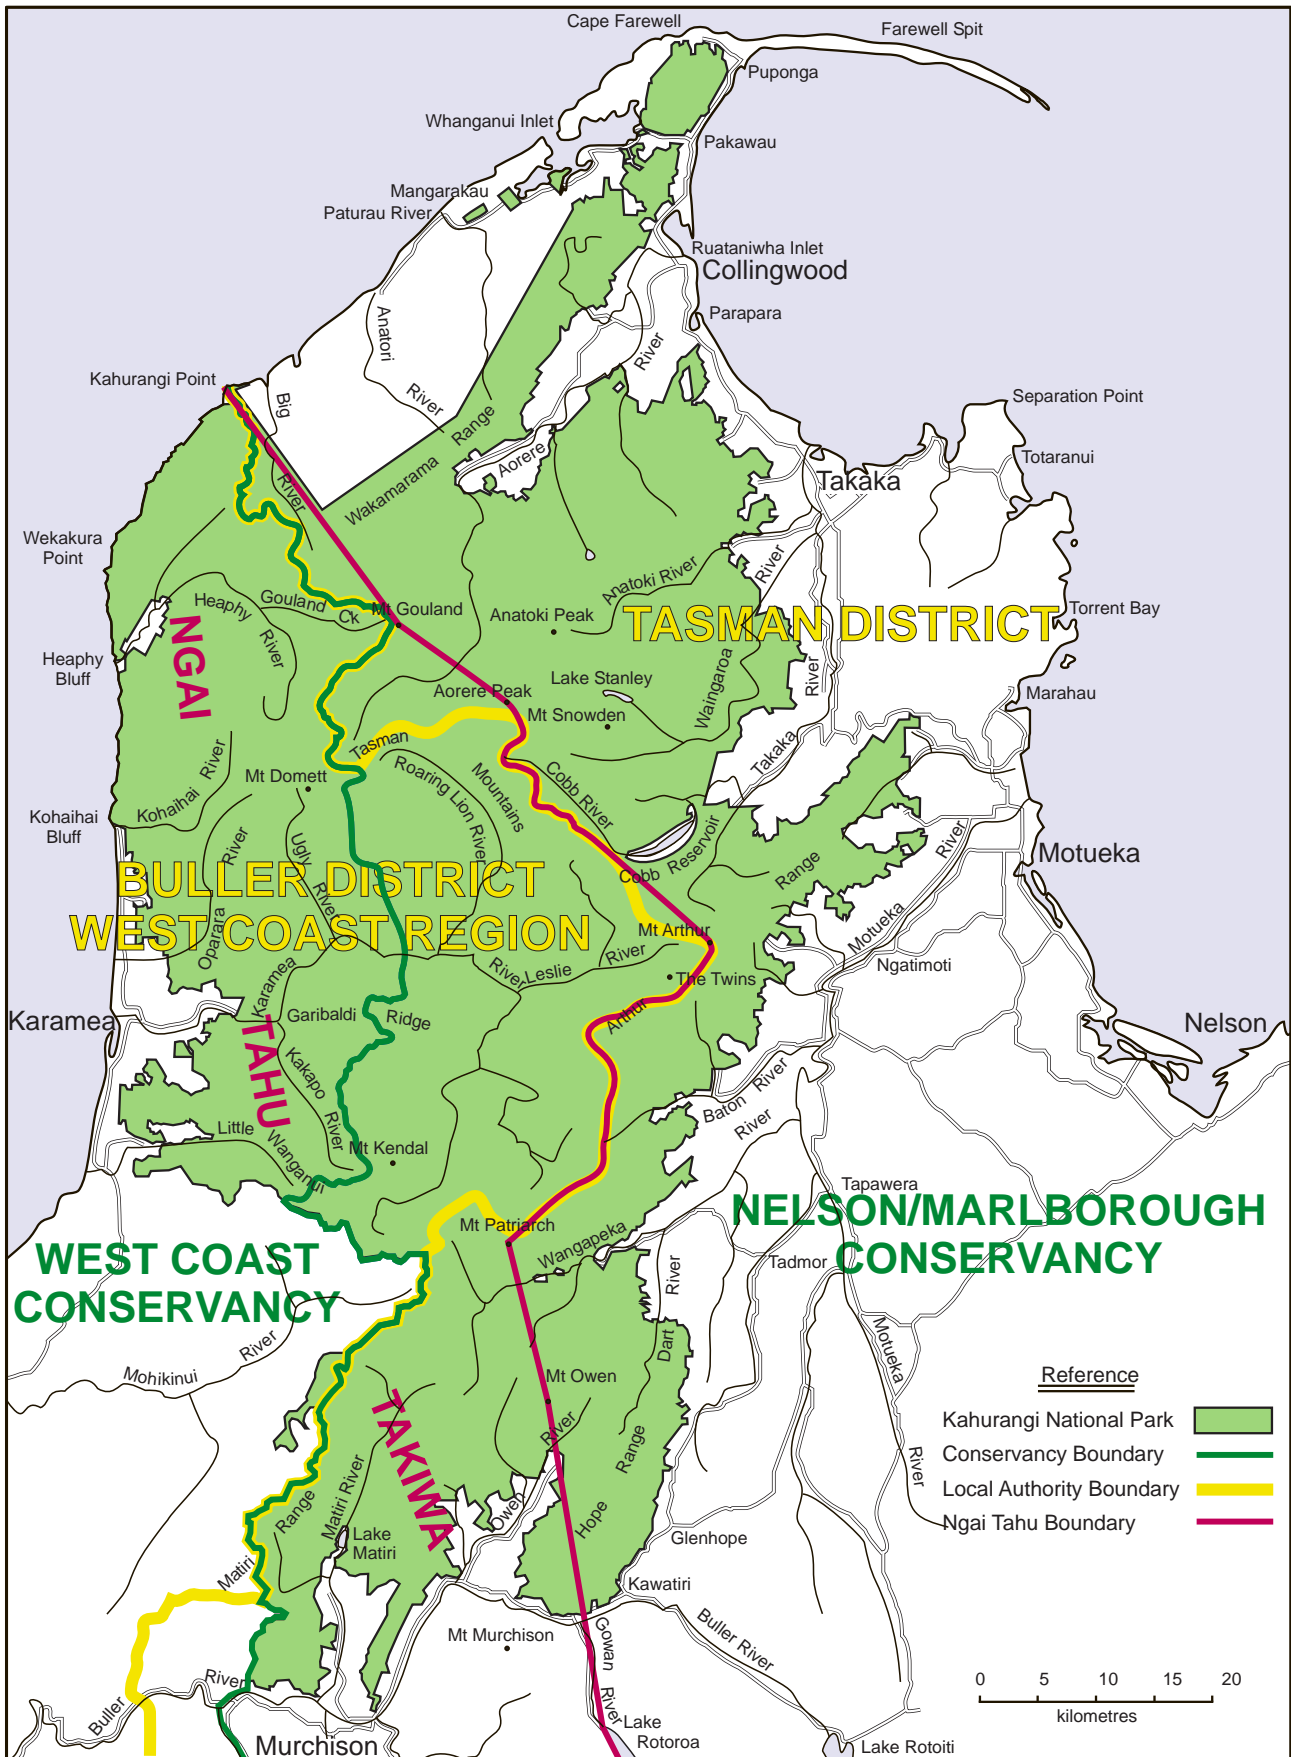 Cape Farewell
Farewell Spit
Puponga
Whanganui Inlet
Pakawau
Mangarakau
Paturau River
Ruataniwha Inlet
Collingwood
Parapara
Anatori
River
River
Kahurangi Point
Big
River
Range
Wakamarama
Aorere
Separation Point
Totaranui
Takaka
Wekakura
Point
River
Anatoki River
Heaphy
River
Gouland
Ck
Mt Gouland
Anatoki Peak
TASMAN DISTRICT
Torrent Bay
NGAI
Heaphy
Bluff
Aorere Peak
Lake Stanley
Mt Snowden
Waingaroa
River
Marahau
Takaka
Tasman
Mountains
Roaring Lion River
Cobb River
Mt Domett
Kohaihai
River
Kohaihai
Bluff
Cobb
Reservoir
Range
River
Motueka
Motueka
Ugly
River
River
Oparara
BULLER DISTRICT
WEST COAST REGION
Mt Arthur
River
Leslie
River
The Twins
Ngatimoti
Karamea
Karamea
Garibaldi
Ridge
Arthur
Nelson
TAHU
Kakapo
River
Baton
River
River
Little
Wanganui
Mt Kendal
Tapawera
NELSON/MARLBOROUGH
CONSERVANCY
Mt Patriarch
Wangapeka
River
Tadmor
WEST COAST
CONSERVANCY
Mohikinui
River
Dart
Motueka
River
Mt Owen
River
Range
Hope
Owen
TAKIWA
Reference
Kahurangi National Park
Conservancy Boundary
Local Authority Boundary
Ngai Tahu Boundary
Range
Matiri
Matiri River
Lake
Matiri
Glenhope
Kawatiri
Mt Murchison
Gowan
River
Buller River
River
Buller
Murchison
Lake
Rotoroa
Lake Rotoiti
0 5 10 15 20
kilometres